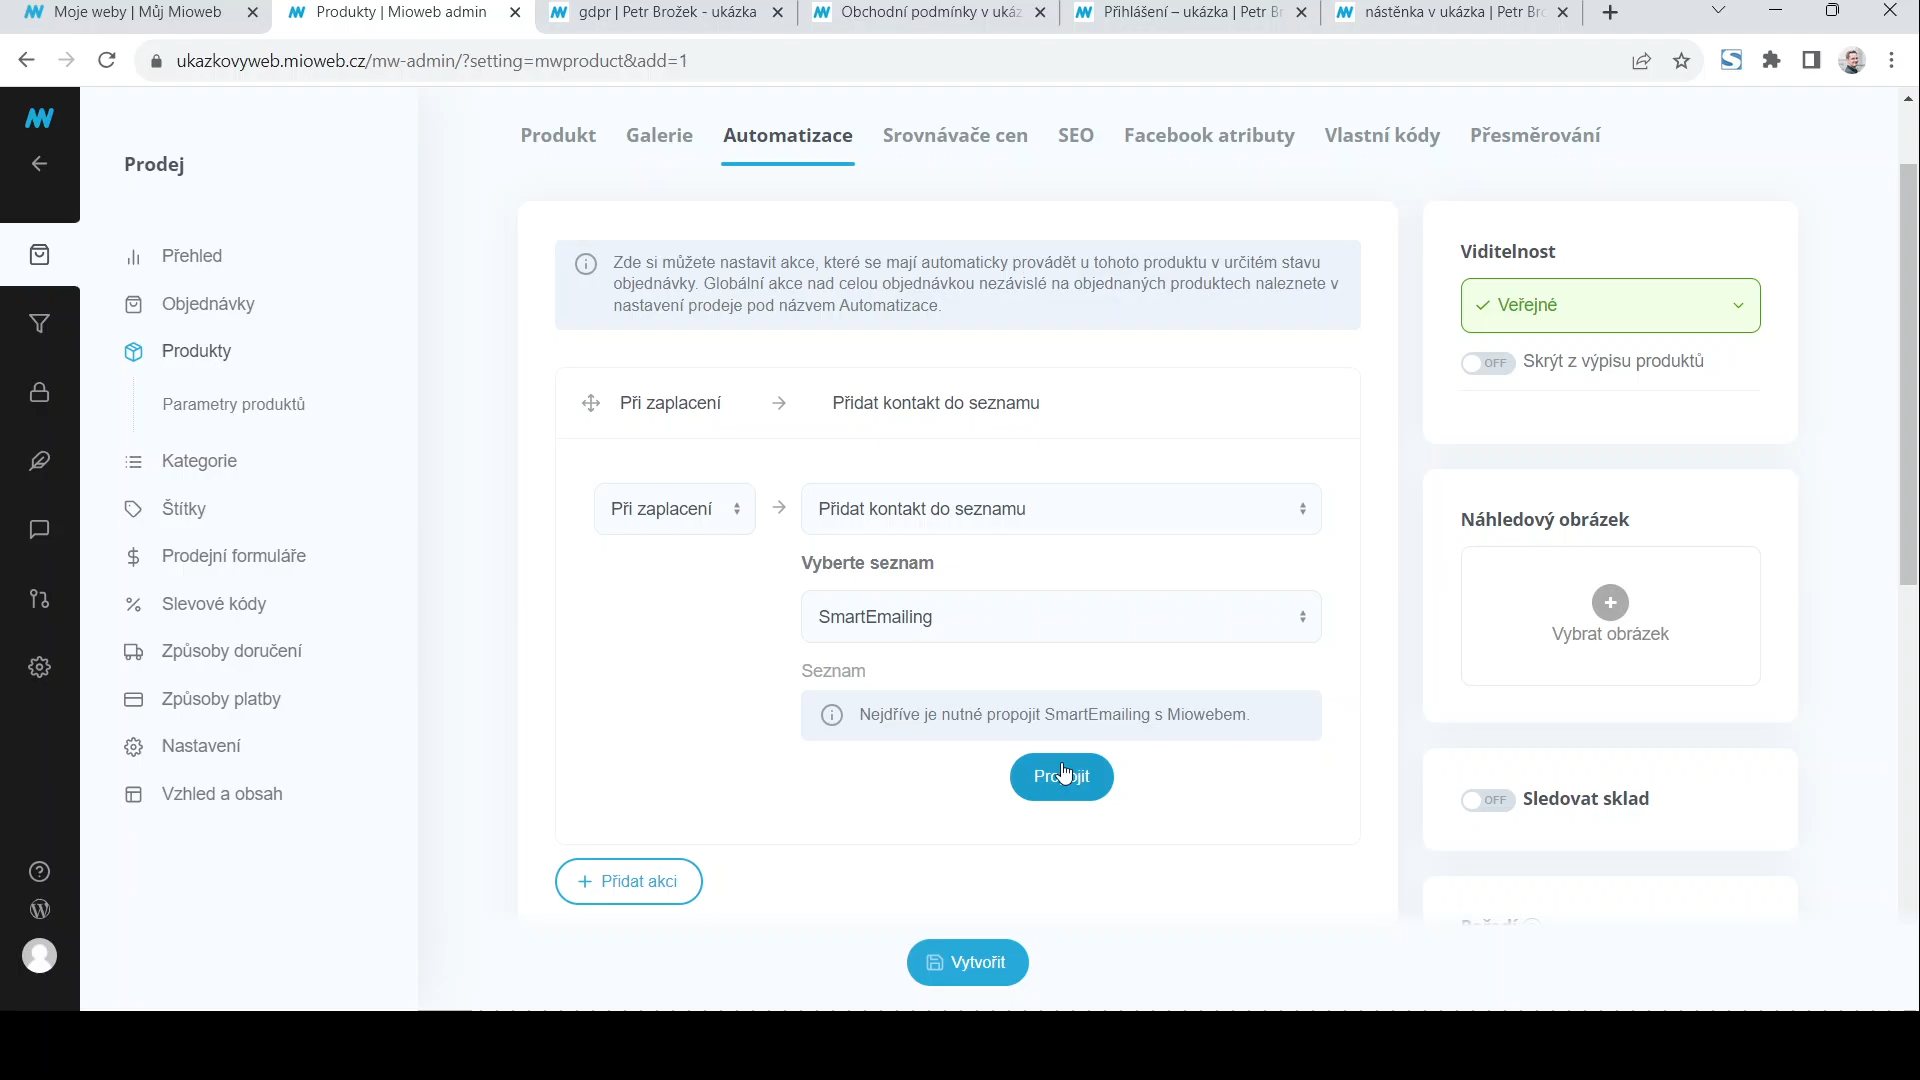 Moje weby | Můj Mioweb
Produkty | Mioweb admin
gdpr | Petr Brožek - ukázka
Obchodní podmínky v ukáz
Přihlášení – ukázka | Petr Br
nástěnka v ukázka | Petr Bro
ukazkovyweb.mioweb.cz/mw-admin/?setting=mwproduct&add=1
Prodej
Přehled
Objednávky
Produkty
Parametry produktů
Kategorie
Štítky
Prodejní formuláře
Slevové kódy
Způsoby doručení
Způsoby platby
Nastavení
Vzhled a obsah
Produkt Galerie Automatizace Srovnávače cen SEO Facebook atributy Vlastní kódy Přesměrování
Zde si můžete nastavit akce, které se mají automaticky provádět u tohoto produktu v určitém stavu
objednávky. Globální akce nad celou objednávkou nezávislé na objednaných produktech naleznete v
nastavení prodeje pod názvem Automatizace.
Při zaplacení → Přidat kontakt do seznamu
Při zaplacení → Přidat kontakt do seznamu
Vyberte seznam
SmartEmailing
Seznam
Nejdříve je nutné propojit SmartEmailing s Miowebem.
+ Přidat akci
Vytvořit
Viditelnost
Veřejné
OFF Skrýt z výpisu produktů
Náhledový obrázek
Vybrat obrázek
OFF Sledovat sklad